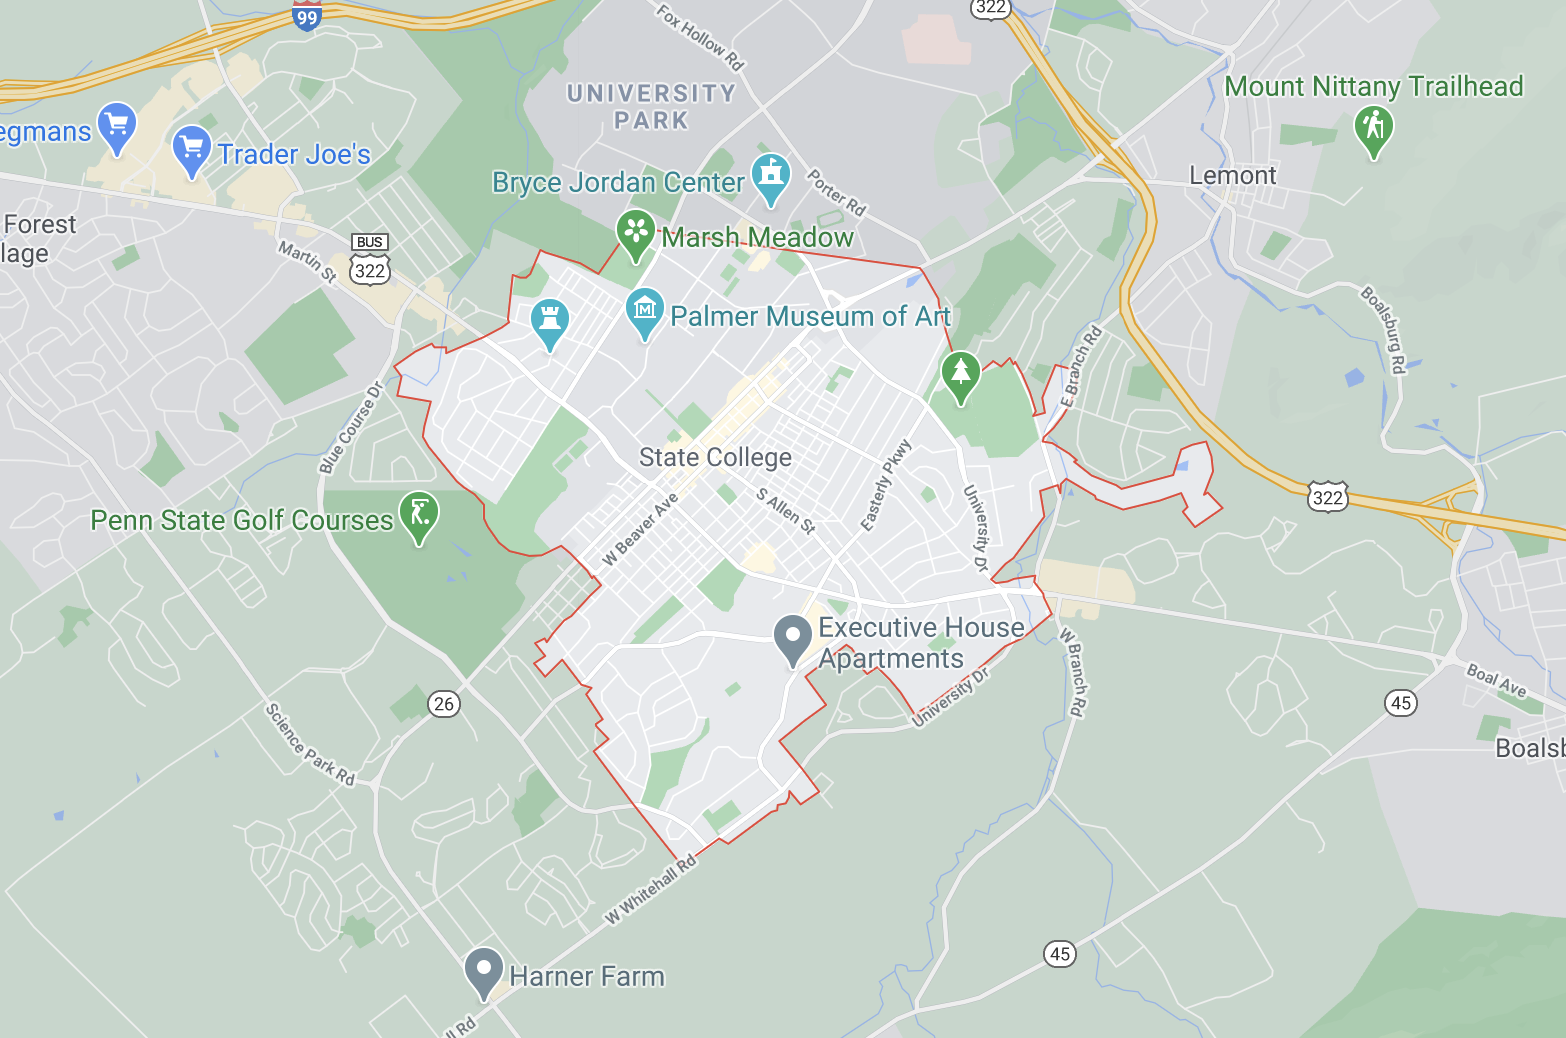 99
322
Fox Hollow Rd
UNIVERSITY
PARK
Mount Nittany Trailhead
egmans
Trader Joe's
Bryce Jordan Center
Porter Rd
Lemont
Forest
lage
BUS
322
Martin St
Marsh Meadow
M
Palmer Museum of Art
Boalsburg Rd
E Branch Rd
Blue Course Dr
State College
Easterly Pkwy
S Allen St
University Dr
W Beaver Ave
322
Penn State Golf Courses
Executive House
Apartments
W Branch Rd
University Dr
26
45
Boal Ave
Science Park Rd
Boalsb
W Whitehall Rd
45
Harner Farm
ll Rd